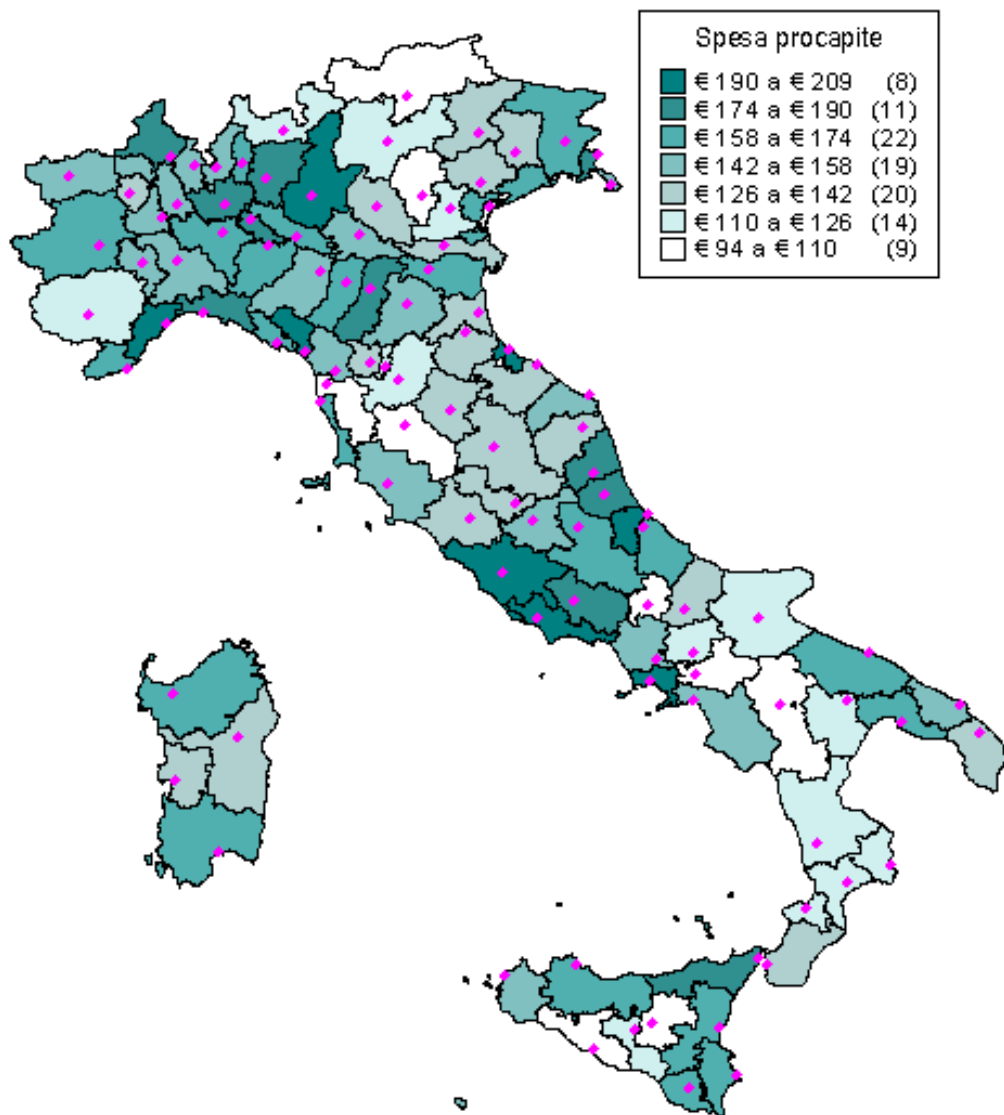 Spesa procapite
€ 190 a € 209 (8)
€ 174 a € 190 (11)
€ 158 a € 174 (22)
€ 142 a € 158 (19)
€ 126 a € 142 (20)
€ 110 a € 126 (14)
€ 94 a € 110 (9)